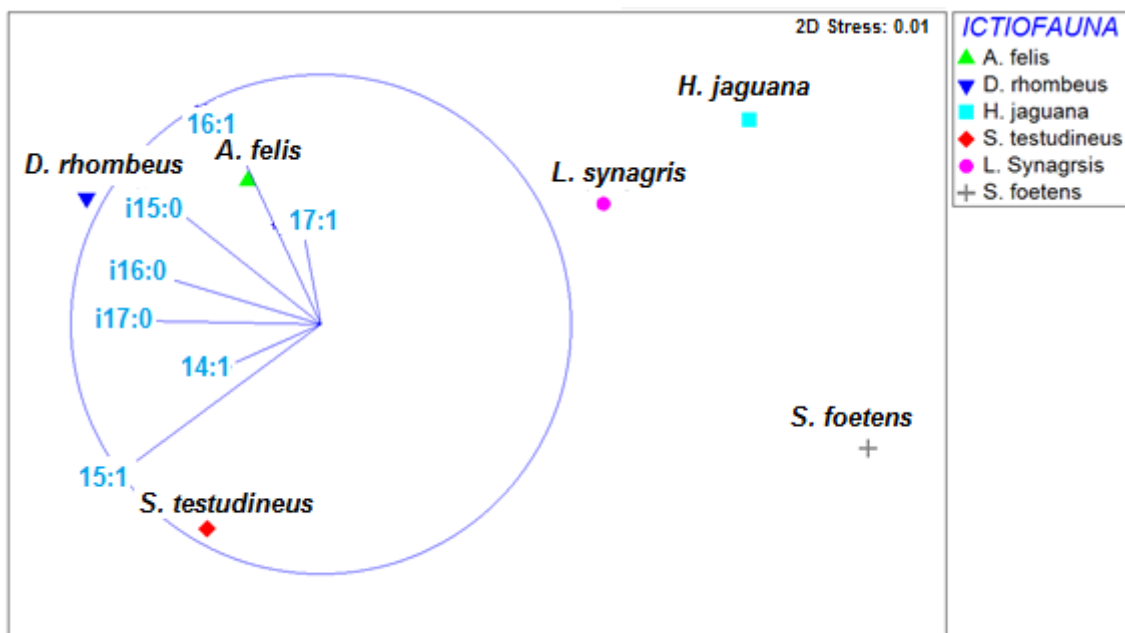 2D Stress: 0.01
ICTIOFAUNA
A. felis
D. rhombeus
H. jaguana
S. testudineus
L. Synagrsis
S. foetens
H. jaguana
16:1
A. felis
D. rhombeus
L. synagris
i15:0
17:1
i16:0
i17:0
14:1
S. foetens
15:1
S. testudineus